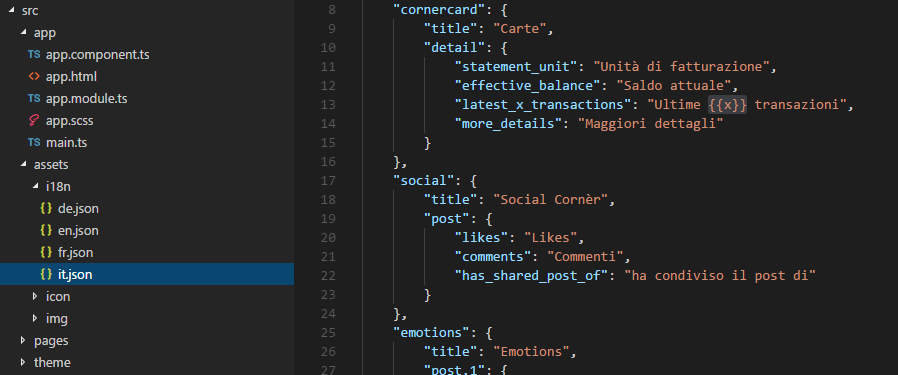 src
app
TS app.component.ts
<> app.html
TS app.module.ts
app.scss
TS main.ts
assets
i18n
{} de.json
{} en.json
{} fr.json
{} it.json
icon
img
pages
theme
8 "cornercard": {
9 "title": "Carte",
10 "detail": {
11 "statement_unit": "Unità di fatturazione",
12 "effective_balance": "Saldo attuale",
13 "latest_x_transactions": "Ultime {{x}} transazioni",
14 "more_details": "Maggiori dettagli"
15 }
16 },
17 "social": {
18 "title": "Social Cornèr",
19 "post": {
20 "likes": "Likes",
21 "comments": "Commenti",
22 "has_shared_post_of": "ha condiviso il post di"
23 }
24 },
25 "emotions": {
26 "title": "Emotions",
27 "post.1": {